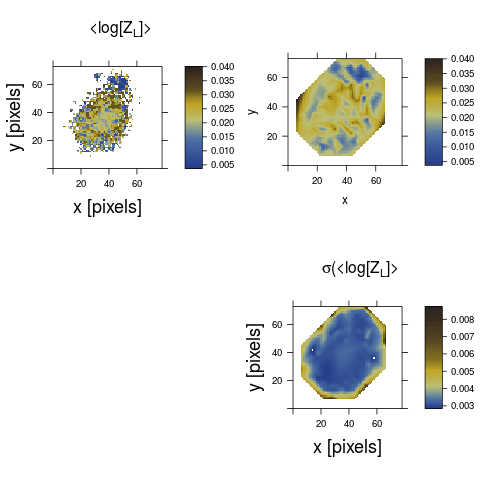 <log[Z_L]>
y [pixels]
60
40
20
20 40 60
x [pixels]
0.040
0.035
0.030
0.025
0.020
0.015
0.010
0.005
y
60
40
20
0
20 40 60
x
0.040
0.035
0.030
0.025
0.020
0.015
0.010
0.005
σ(<log[Z_L]>
y [pixels]
60
40
20
20 40 60
x [pixels]
0.008
0.007
0.006
0.005
0.004
0.003